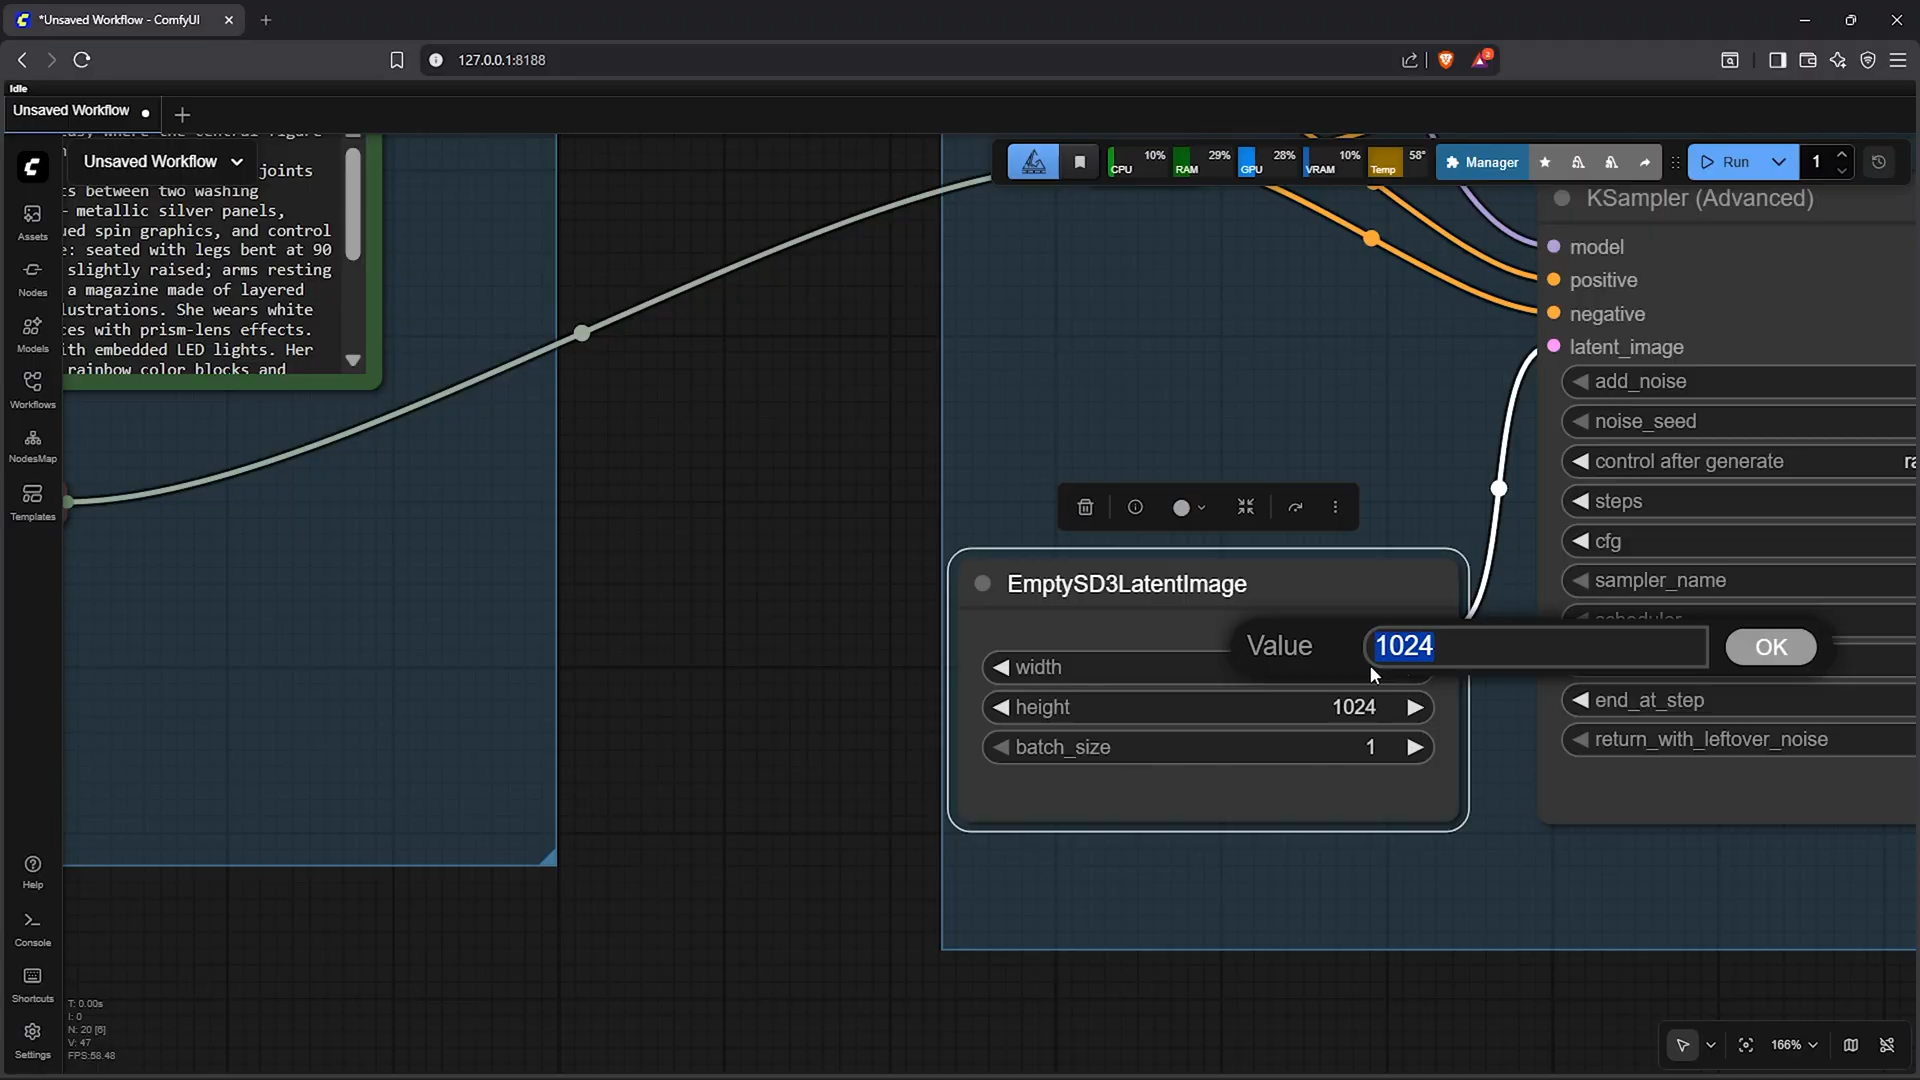 *Unsaved Workflow - ComfyUI
127.0.0.1:8188
2
Idle
Unsaved Workflow
Unsaved Workflow
joints
ts between two washing
- metallic silver panels,
ued spin graphics, and control
e: seated with legs bent at 90
slightly raised; arms resting
a magazine made of layered
lustrations. She wears white
ces with prism-lens effects.
ith embedded LED lights. Her
rainbow color blocks and
CPU 10%
RAM 29%
GPU 28%
VRAM 10%
Temp 58°
Manager
Run
1
Assets
Nodes
Models
Workflows
NodesMap
Templates
Help
Console
Shortcuts
Settings
KSampler (Advanced)
model
positive
negative
latent_image
add_noise
noise_seed
control after generate
steps
cfg
sampler_name
scheduler
end_at_step
return_with_leftover_noise
EmptySD3LatentImage
Value 1024 OK
width
height 1024
batch_size 1
T: 0.00s
I: 0
N: 20 [6]
V: 47
FPS:58.48
166%